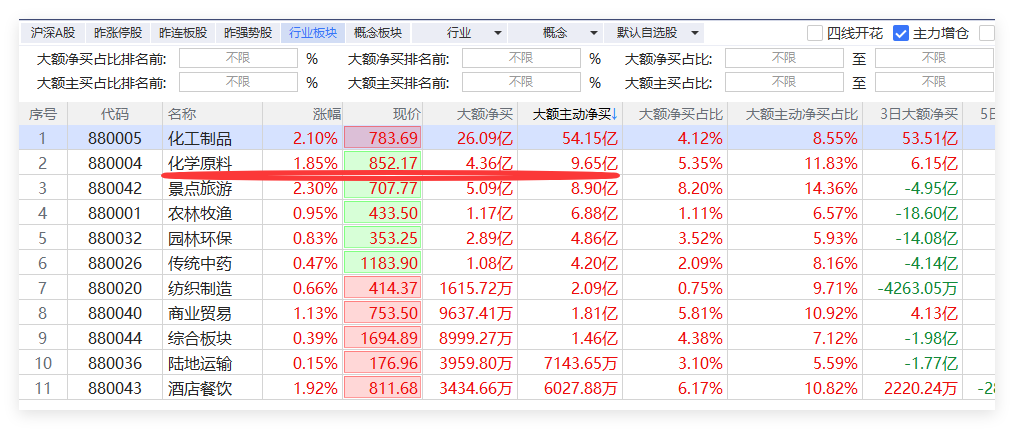 沪深A股 昨涨停股 昨连板股 昨强势股 行业板块 概念板块 行业 概念 默认自选股 四线开花 主力增仓
大额净买占比排名前: 不限 % 大额净买排名前: 不限 % 大额净买占比: 不限 至 不限
大额主买占比排名前: 不限 % 大额主买排名前: 不限 % 大额主买占比: 不限 至 不限
序号 代码 名称 涨幅 现价 大额净买 大额主动净买↓ 大额净买占比 大额主动净买占比 3日大额净买 5日
1 880005 化工制品 2.10% 783.69 26.09亿 54.15亿 4.12% 8.55% 53.51亿
2 880004 化学原料 1.85% 852.17 4.36亿 9.65亿 5.35% 11.83% 6.15亿
3 880042 景点旅游 2.30% 707.77 5.09亿 8.90亿 8.20% 14.36% -4.95亿
4 880001 农林牧渔 0.95% 433.50 1.17亿 6.88亿 1.11% 6.57% -18.60亿
5 880032 园林环保 0.83% 353.25 2.89亿 4.86亿 3.52% 5.93% -14.08亿
6 880026 传统中药 0.47% 1183.90 1.08亿 4.20亿 2.09% 8.16% -4.14亿
7 880020 纺织制造 0.66% 414.37 1615.72万 2.09亿 0.75% 9.71% -4263.05万
8 880040 商业贸易 1.13% 753.50 9637.41万 1.81亿 5.81% 10.92% 4.13亿
9 880044 综合板块 0.39% 1694.89 8999.27万 1.46亿 4.38% 7.12% -1.98亿
10 880036 陆地运输 0.15% 176.96 3959.80万 7143.65万 3.10% 5.59% -1.77亿
11 880043 酒店餐饮 1.92% 811.68 3434.66万 6027.88万 6.17% 10.82% 2220.24万